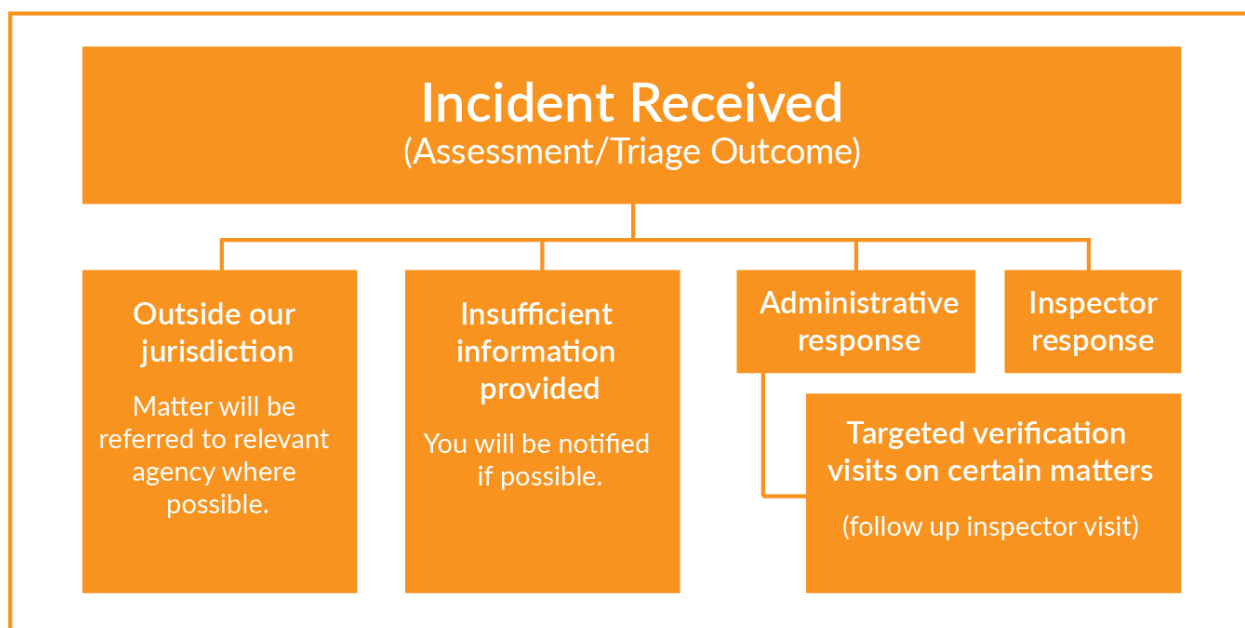 Incident Received
(Assessment/Triage Outcome)
Outside our
jurisdiction
Matter will be
referred to relevant
agency where
possible.
Insufficient
information
provided
You will be notified
if possible.
Administrative
response
Inspector
response
Targeted verification
visits on certain matters
(follow up inspector visit)